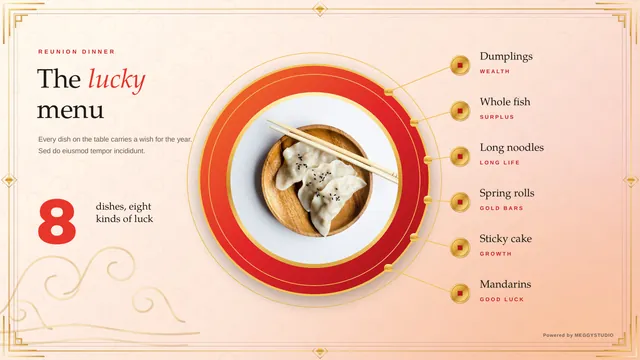 REUNION DINNER
The lucky
menu
Every dish on the table carries a wish for the year.
Sed do eiusmod tempor incididunt.
8
dishes, eight
kinds of luck
Dumplings
WEALTH
Whole fish
SURPLUS
Long noodles
LONG LIFE
Spring rolls
GOLD BARS
Sticky cake
GROWTH
Mandarins
GOOD LUCK
Powered by MEGGYSTUDIO